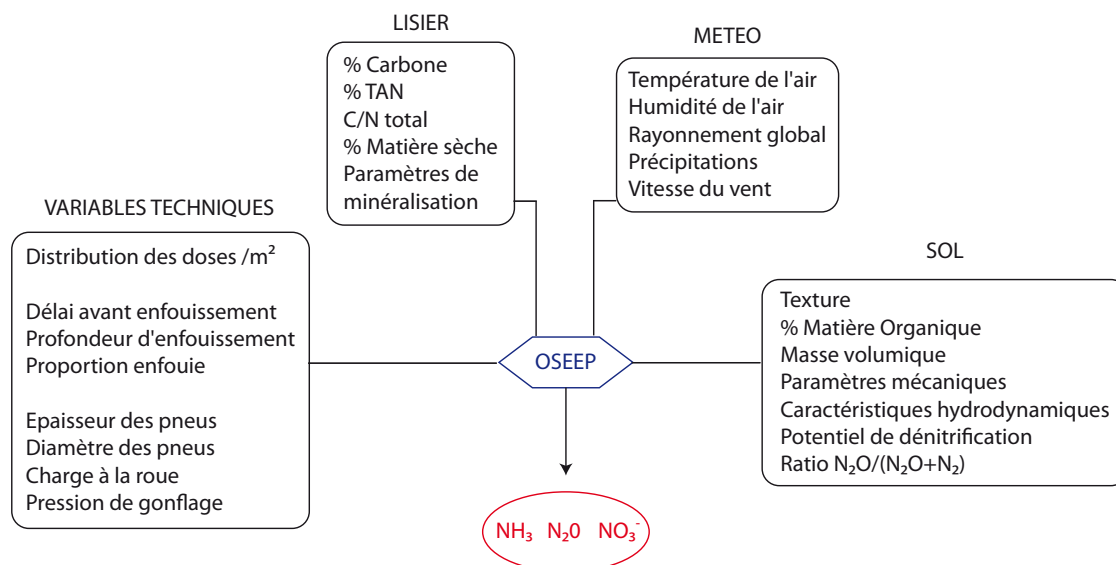 LISIER
% Carbone
% TAN
C/N total
% Matière sèche
Paramètres de
minéralisation
METEO
Température de l'air
Humidité de l'air
Rayonnement global
Précipitations
Vitesse du vent
VARIABLES TECHNIQUES
Distribution des doses /m²
Délai avant enfouissement
Profondeur d'enfouissement
Proportion enfouie
Epaisseur des pneus
Diamètre des pneus
Charge à la roue
Pression de gonflage
SOL
Texture
% Matière Organique
Masse volumique
Paramètres mécaniques
Caractéristiques hydrodynamiques
Potentiel de dénitrification
Ratio N₂O/(N₂O+N₂)
OSEEP
NH₃ N₂0 NO₃⁻